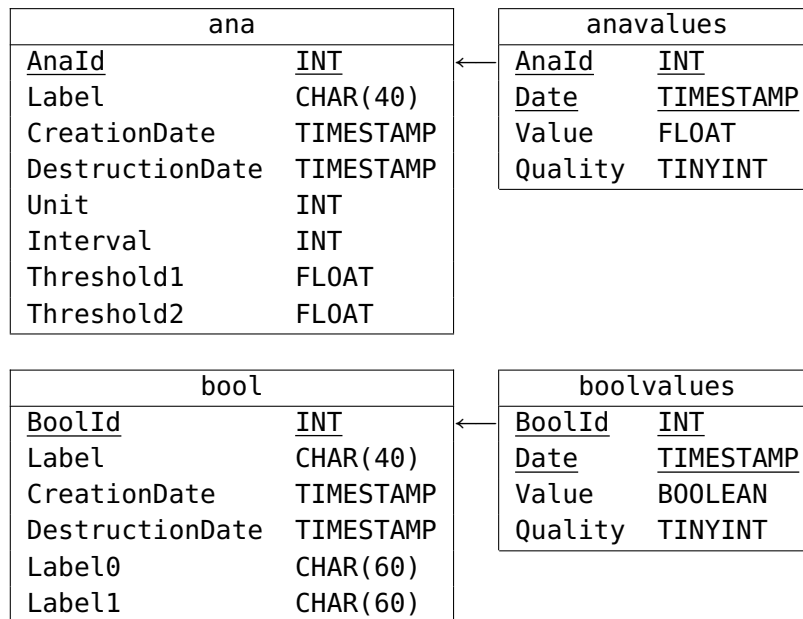 ana
AnaId INT
Label CHAR(40)
CreationDate TIMESTAMP
DestructionDate TIMESTAMP
Unit INT
Interval INT
Threshold1 FLOAT
Threshold2 FLOAT
anavalues
AnaId INT
Date TIMESTAMP
Value FLOAT
Quality TINYINT
bool
BoolId INT
Label CHAR(40)
CreationDate TIMESTAMP
DestructionDate TIMESTAMP
Label0 CHAR(60)
Label1 CHAR(60)
boolvalues
BoolId INT
Date TIMESTAMP
Value BOOLEAN
Quality TINYINT